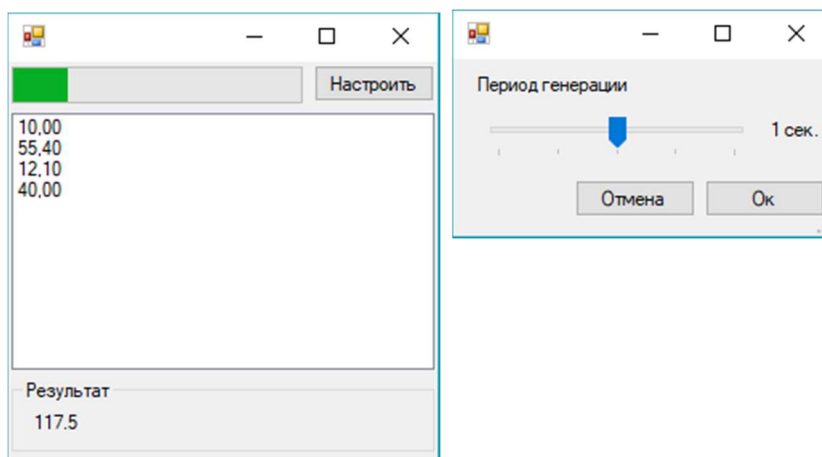 Настроить
10,00
55,40
12,10
40,00
Результат
117.5
Период генерации
1 сек.
Отмена
Ок